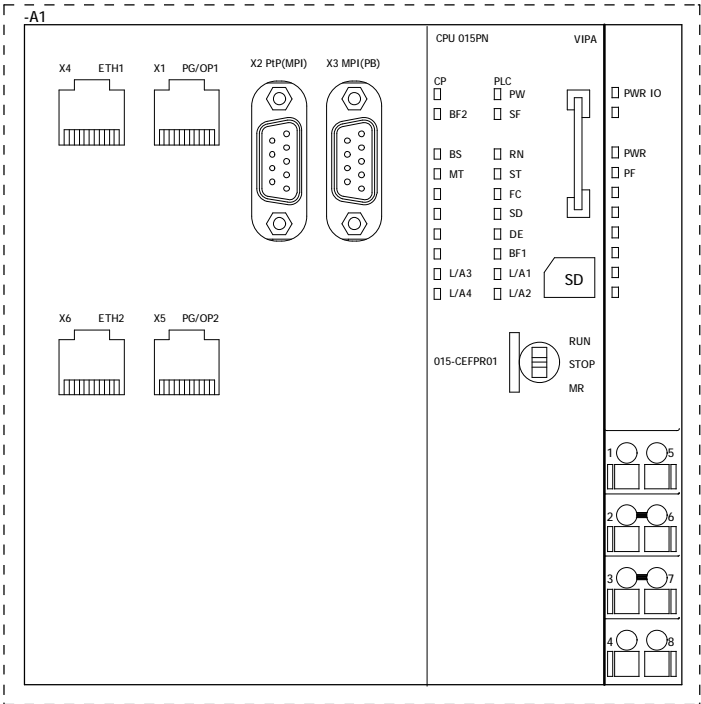 -A1
CPU 015PN VIPA
X4 ETH1 X1 PG/OP1 X2 PtP(MPI) X3 MPI(PB)
CP PLC
PW PWR IO
BF2 SF
BS RN PWR
MT ST PF
FC
SD
DE
BF1
L/A3 L/A1 SD
L/A4 L/A2
X6 ETH2 X5 PG/OP2
RUN
015-CEFPR01 STOP
MR
1 5
2 6
3 7
4 8